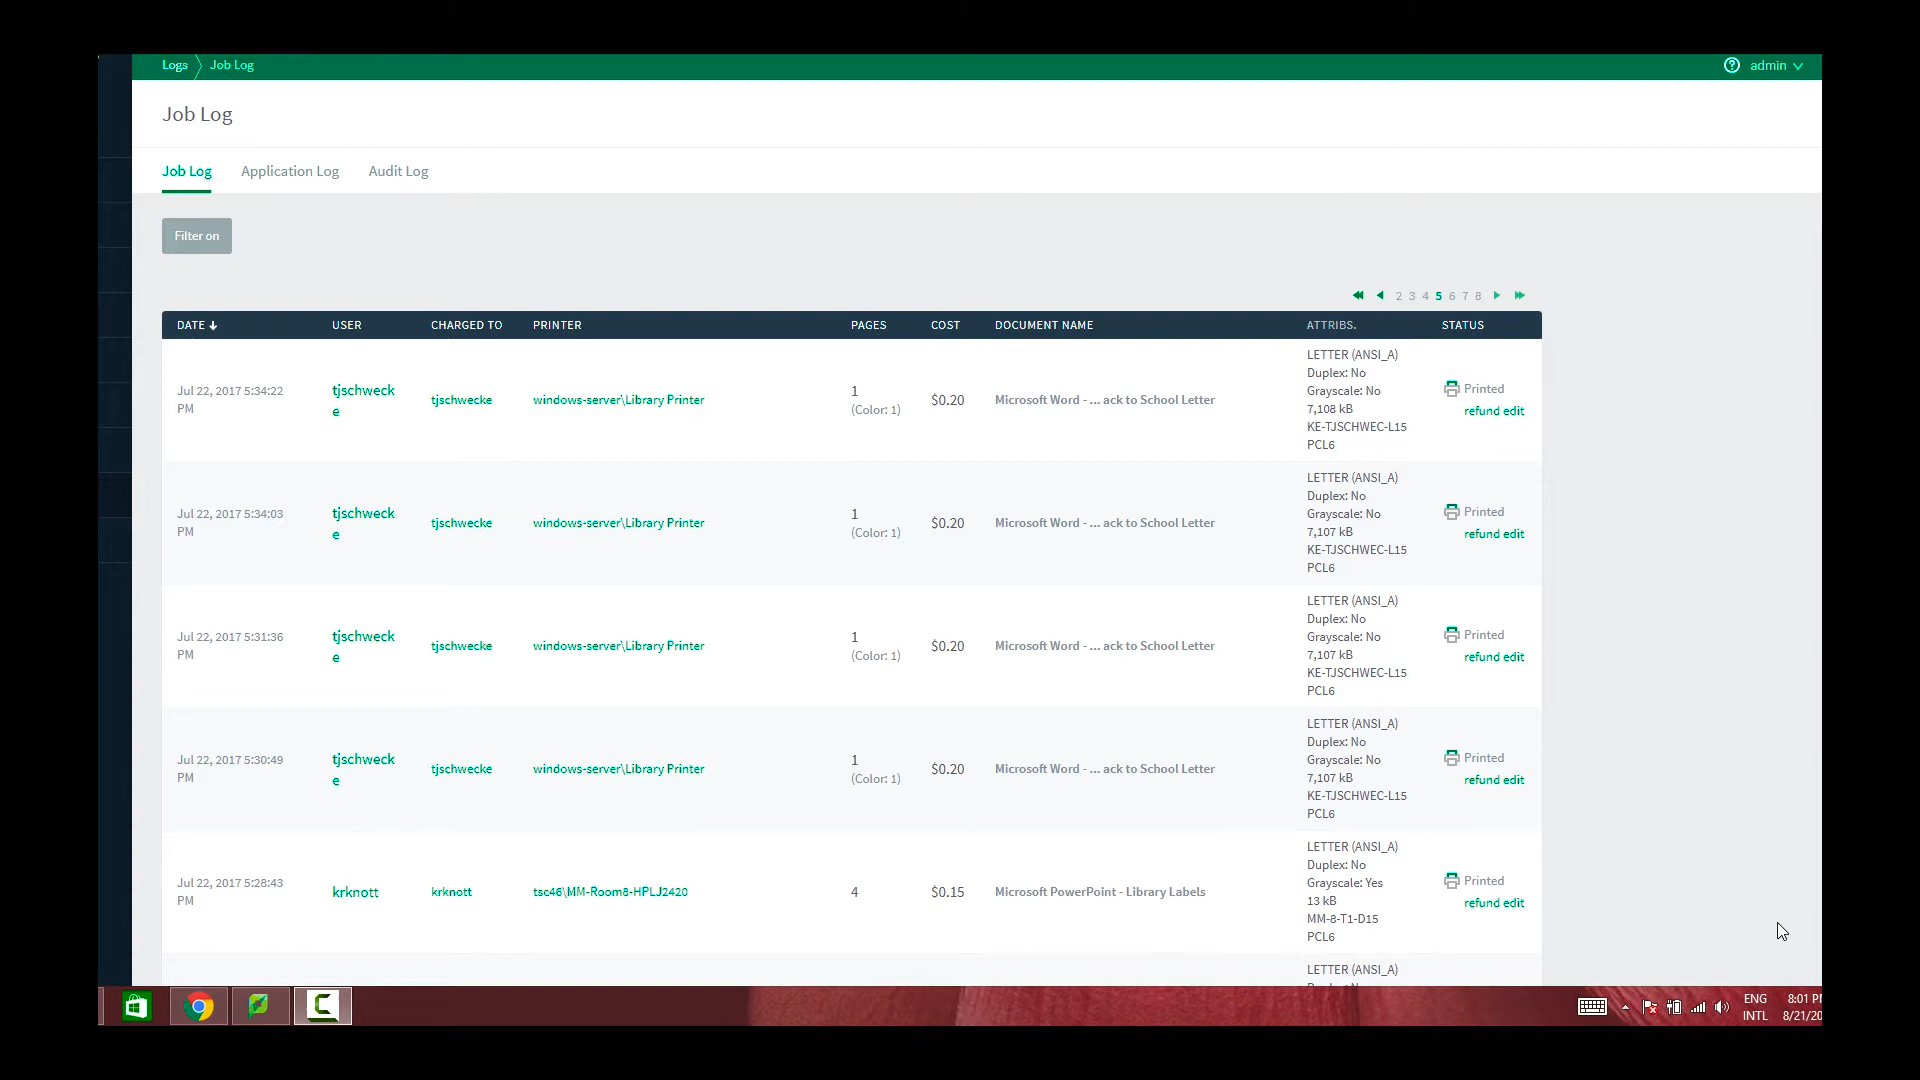 Logs Job Log admin
Job Log
Job Log Application Log Audit Log
Filter on
2 3 4 5 6 7 8
DATE USER CHARGED TO PRINTER PAGES COST DOCUMENT NAME ATTRIBS. STATUS
Jul 22, 2017 5:34:22
PM
tjschweck
e
tjschwecke
windows-server\Library Printer
1
(Color: 1)
$0.20
Microsoft Word - ... ack to School Letter
LETTER (ANSI_A)
Duplex: No
Grayscale: No
7,108 kB
KE-TJSCHWEC-L15
PCL6
Printed
refund edit
Jul 22, 2017 5:34:03
PM
tjschweck
e
tjschwecke
windows-server\Library Printer
1
(Color: 1)
$0.20
Microsoft Word - ... ack to School Letter
LETTER (ANSI_A)
Duplex: No
Grayscale: No
7,107 kB
KE-TJSCHWEC-L15
PCL6
Printed
refund edit
Jul 22, 2017 5:31:36
PM
tjschweck
e
tjschwecke
windows-server\Library Printer
1
(Color: 1)
$0.20
Microsoft Word - ... ack to School Letter
LETTER (ANSI_A)
Duplex: No
Grayscale: No
7,107 kB
KE-TJSCHWEC-L15
PCL6
Printed
refund edit
Jul 22, 2017 5:30:49
PM
tjschweck
e
tjschwecke
windows-server\Library Printer
1
(Color: 1)
$0.20
Microsoft Word - ... ack to School Letter
LETTER (ANSI_A)
Duplex: No
Grayscale: No
7,107 kB
KE-TJSCHWEC-L15
PCL6
Printed
refund edit
Jul 22, 2017 5:28:43
PM
krknott
krknott
tsc46\MM-Room8-HPLJ2420
4
$0.15
Microsoft PowerPoint - Library Labels
LETTER (ANSI_A)
Duplex: No
Grayscale: Yes
13 kB
MM-8-T1-D15
PCL6
Printed
refund edit
LETTER (ANSI_A)
ENG
INTL
8:01
8/21/20